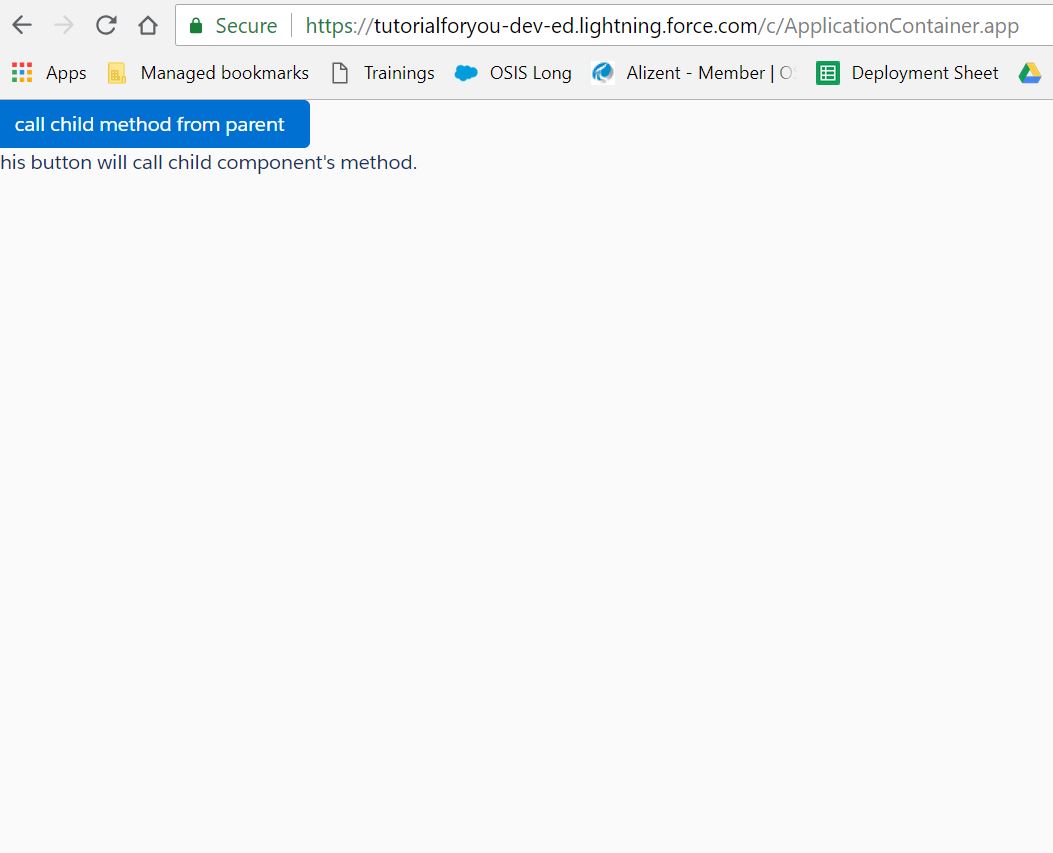 Secure https://tutorialforyou-dev-ed.lightning.force.com/c/ApplicationContainer.app
Apps Managed bookmarks Trainings OSIS Long Alizent - Member | O Deployment Sheet
call child method from parent
his button will call child component's method.